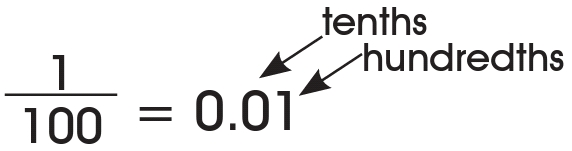 tenths
hundredths
1/100 = 0.01